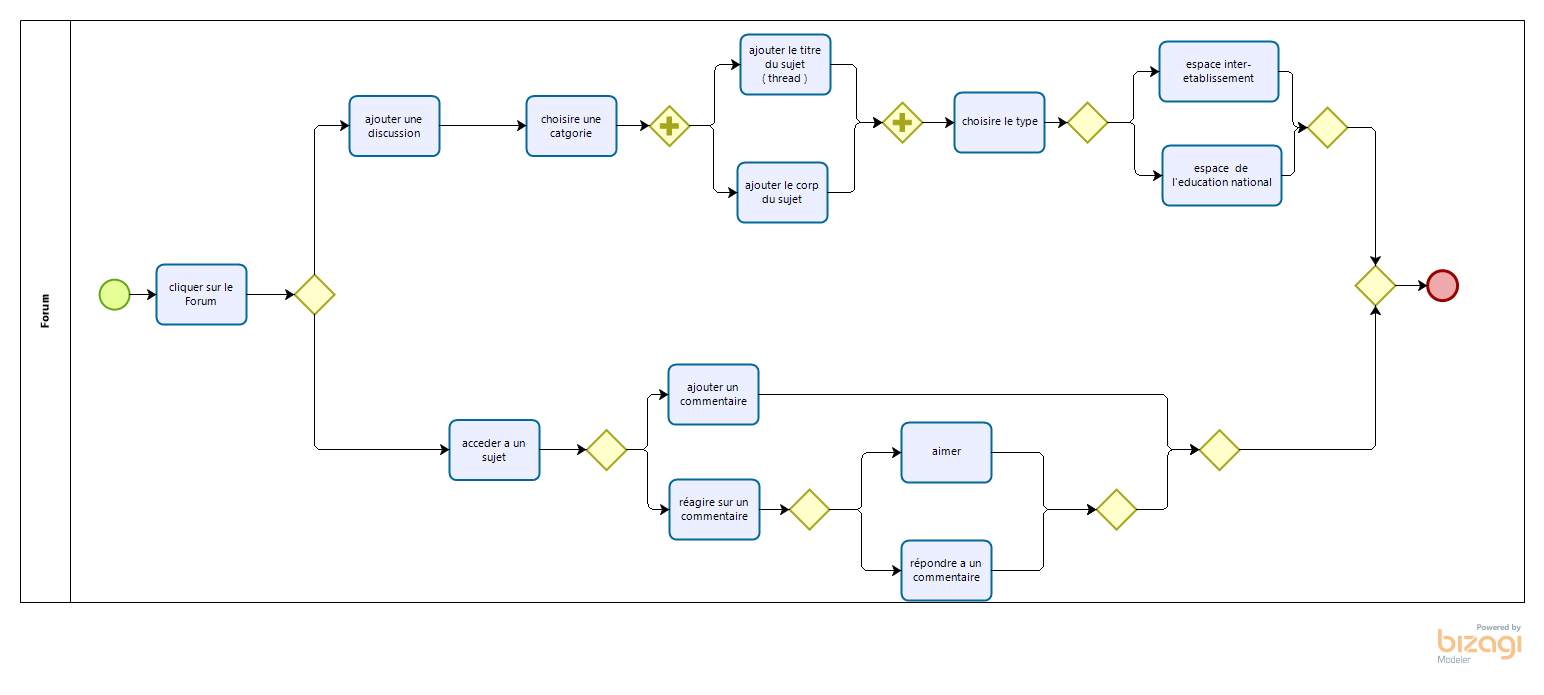 Forum
cliquer sur le
Forum
ajouter une
discussion
choisire une
catgorie
ajouter le titre
du sujet
( thread )
ajouter le corp
du sujet
choisire le type
espace inter-
etablissement
espace de
l'education national
acceder a un
sujet
ajouter un
commentaire
réagire sur un
commentaire
aimer
répondre a un
commentaire
Powered by
bizagi
Modeler